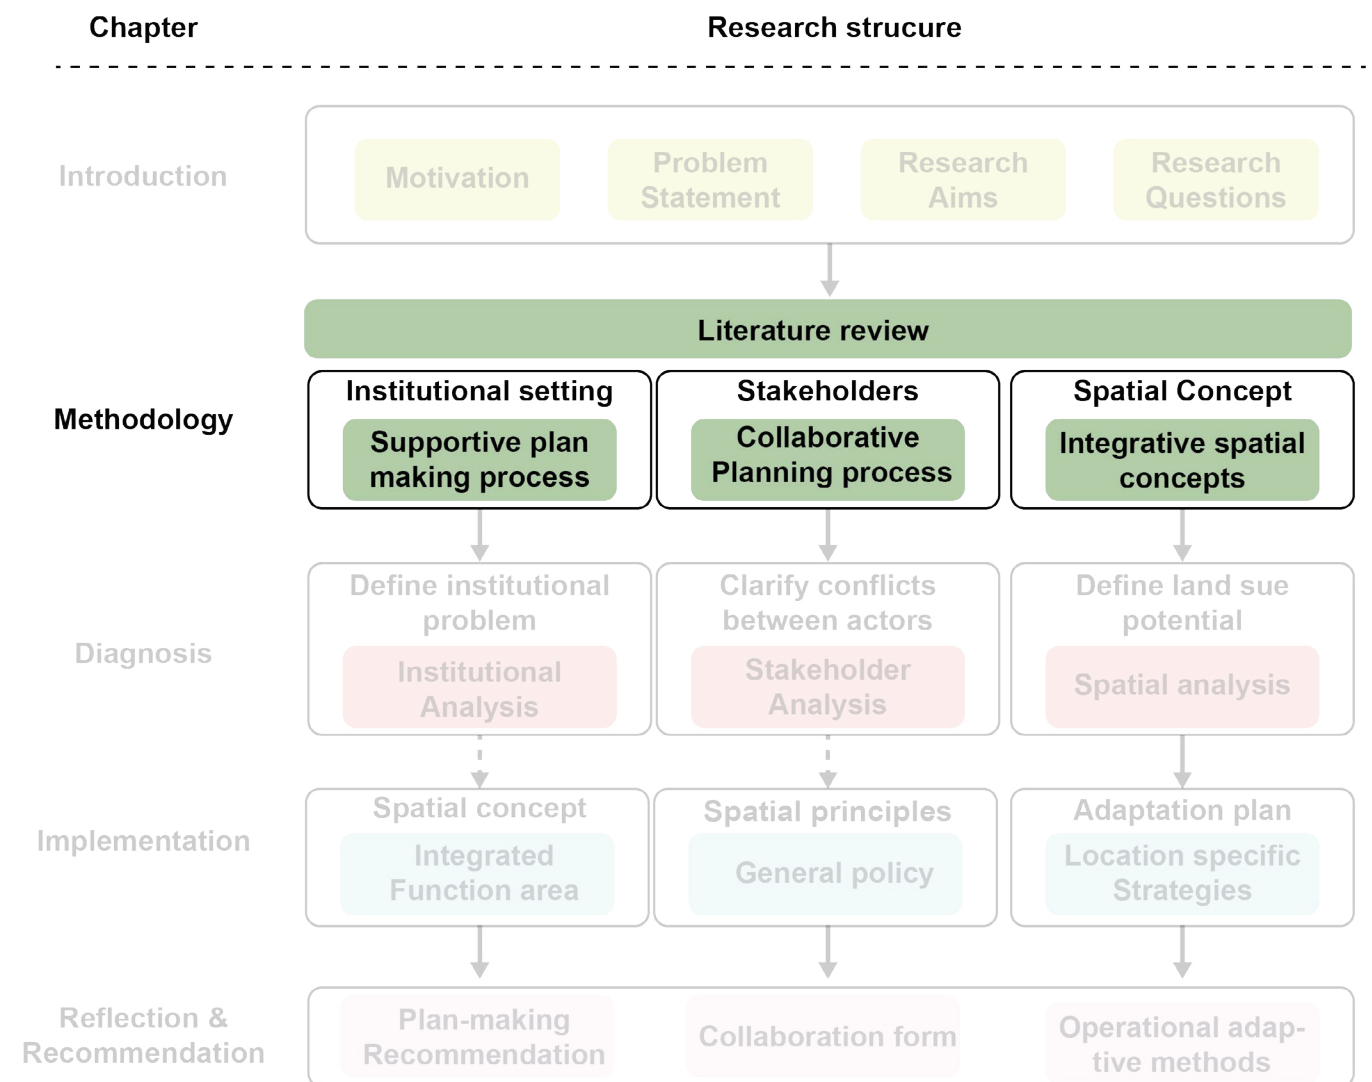 Chapter
Research strucure
Introduction
Motivation
Problem
Statement
Research
Aims
Research
Questions
Literature review
Methodology
Institutional setting
Supportive plan
making process
Stakeholders
Collaborative
Planning process
Spatial Concept
Integrative spatial
concepts
Diagnosis
Define institutional
problem
Institutional
Analysis
Clarify conflicts
between actors
Stakeholder
Analysis
Define land sue
potential
Spatial analysis
Implementation
Spatial concept
Integrated
Function area
Spatial principles
General policy
Adaptation plan
Location specific
Strategies
Reflection &
Recommendation
Plan-making
Recommendation
Collaboration form
Operational adap-
tive methods